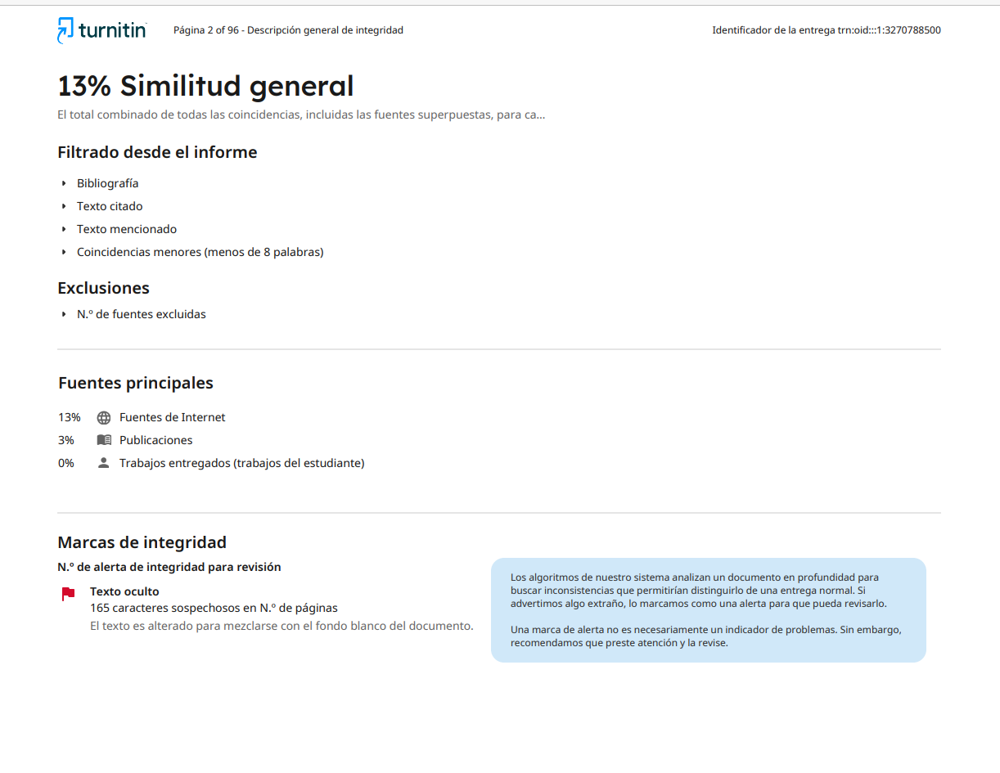 turnitin
Página 2 of 96 - Descripción general de integridad
Identificador de la entrega trn:oid:::1:3270788500
13% Similitud general
El total combinado de todas las coincidencias, incluidas las fuentes superpuestas, para ca...
Filtrado desde el informe
Bibliografía
Texto citado
Texto mencionado
Coincidencias menores (menos de 8 palabras)
Exclusiones
N.º de fuentes excluidas
Fuentes principales
13% Fuentes de Internet
3% Publicaciones
0% Trabajos entregados (trabajos del estudiante)
Marcas de integridad
N.º de alerta de integridad para revisión
Texto oculto
165 caracteres sospechosos en N.º de páginas
El texto es alterado para mezclarse con el fondo blanco del documento.
Los algoritmos de nuestro sistema analizan un documento en profundidad para
buscar inconsistencias que permitirían distinguirlo de una entrega normal. Si
advertimos algo extraño, lo marcamos como una alerta para que pueda revisarlo.
Una marca de alerta no es necesariamente un indicador de problemas. Sin embargo,
recomendamos que preste atención y la revise.